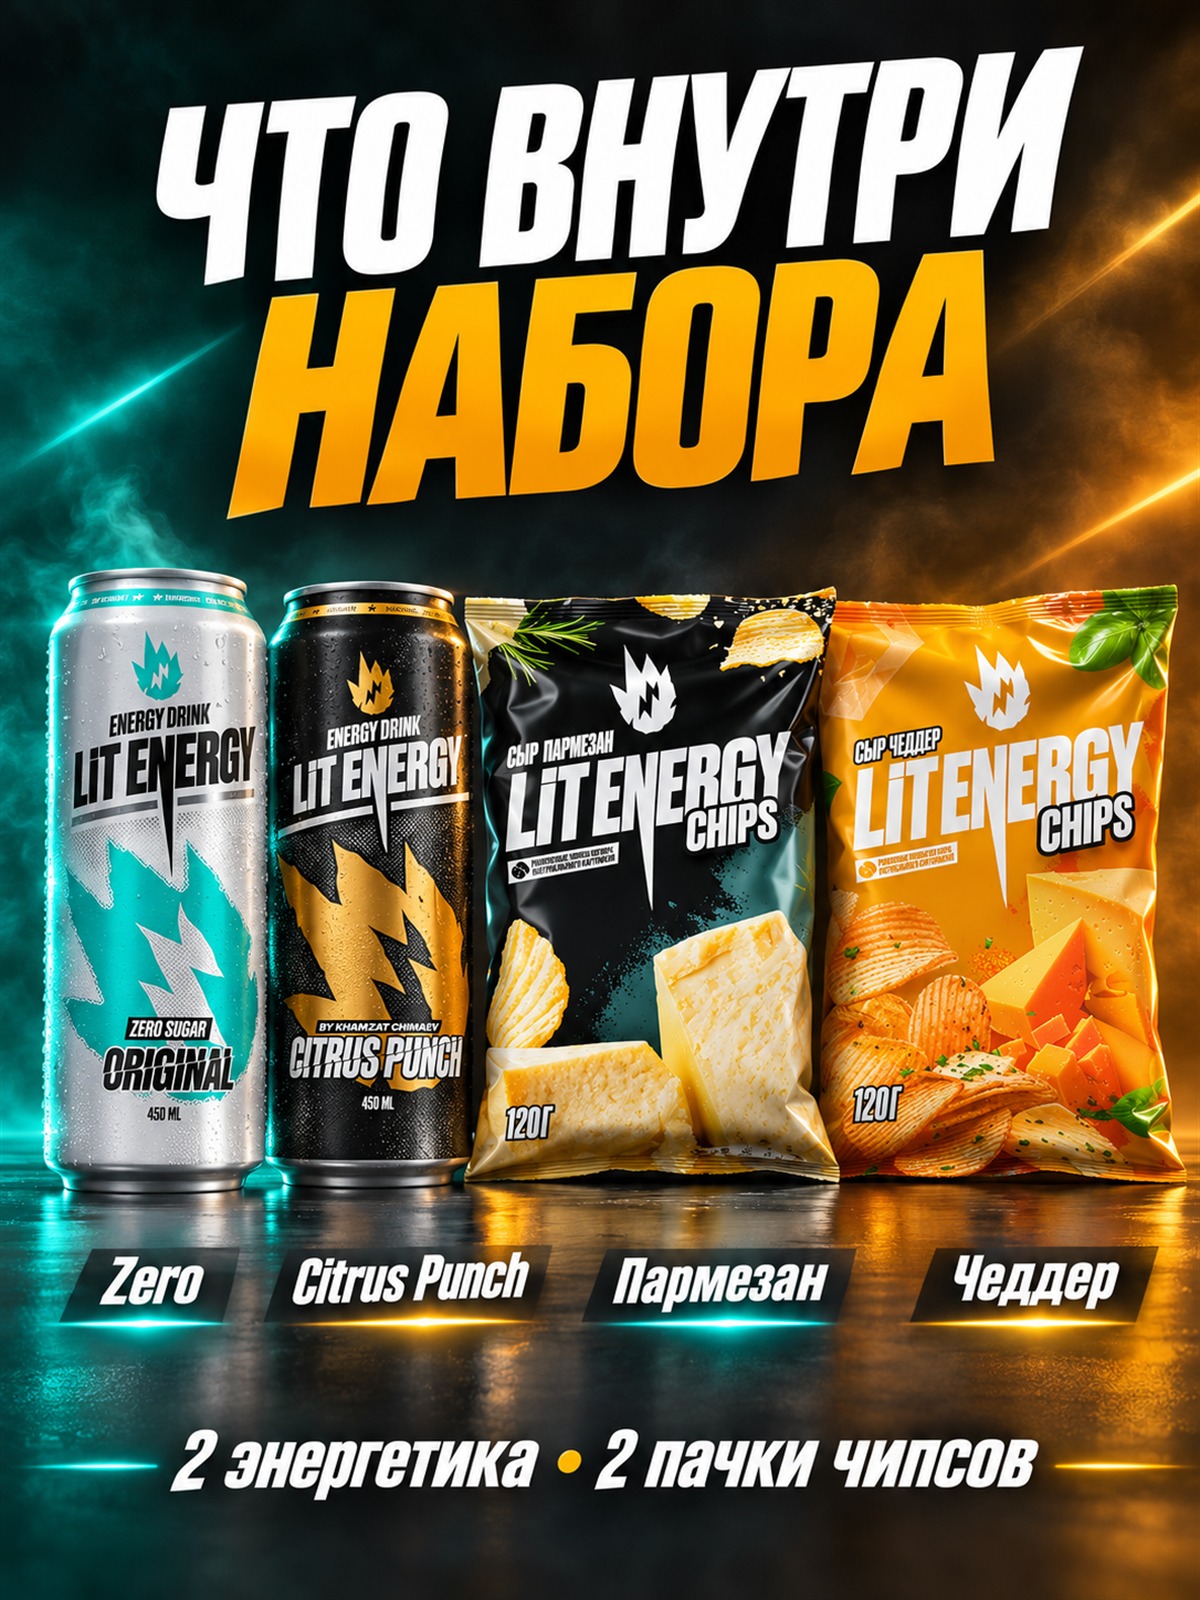 ЧТО ВНУТРИ
НАБОРА
ENERGY DRINK
LIT ENERGY
ZERO SUGAR
ORIGINAL
450 ML
ENERGY DRINK
LIT ENERGY
BY KHAMZAT CHIMAEV
CITRUS PUNCH
450 ML
СЫР ПАРМЕЗАН
LIT ENERGY
CHIPS
120Г
СЫР ЧЕДДЕР
LIT ENERGY
CHIPS
120Г
Zero
Citrus Punch
Пармезан
Чеддер
2 энергетика • 2 пачки чипсов